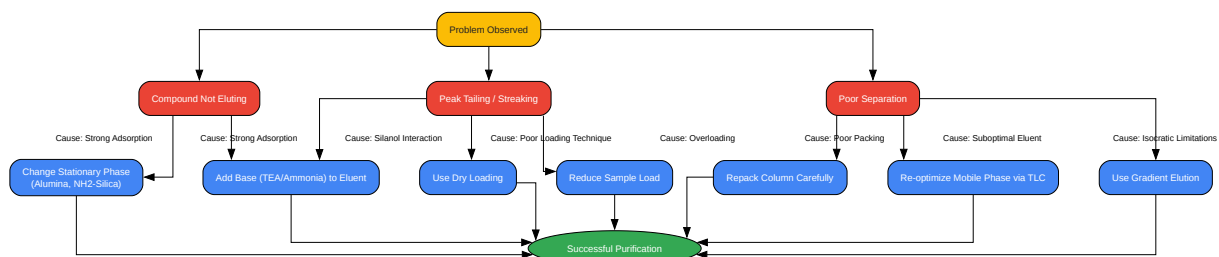 Problem Observed
Compound Not Eluting
Peak Tailing / Streaking
Poor Separation
Cause: Strong Adsorption
Cause: Strong Adsorption
Cause: Silanol Interaction
Cause: Poor Loading Technique
Cause: Overloading
Cause: Poor Packing
Cause: Suboptimal Eluent
Cause: Isocratic Limitations
Change Stationary Phase
(Alumina, NH2-Silica)
Add Base (TEA/Ammonia) to Eluent
Use Dry Loading
Reduce Sample Load
Repack Column Carefully
Re-optimize Mobile Phase via TLC
Use Gradient Elution
Successful Purification